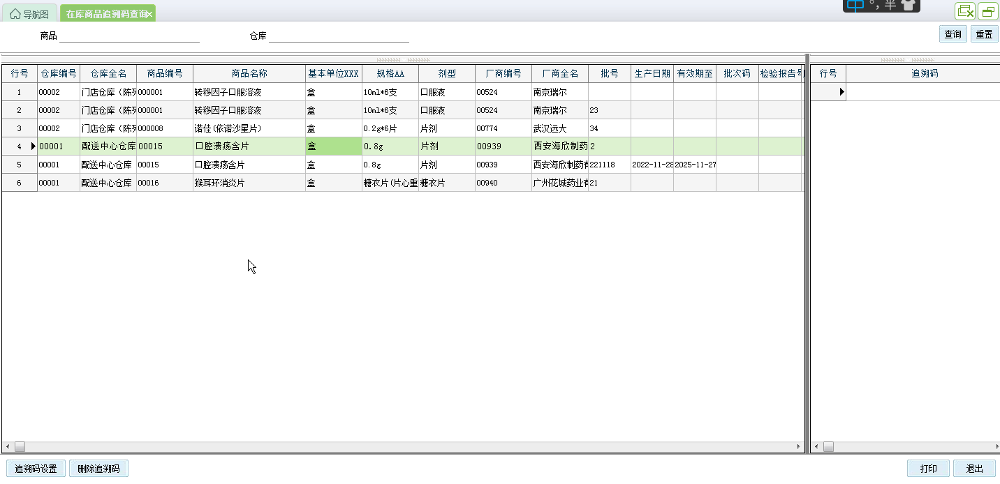 导航图 在库商品追溯码查询 中 °, 半
商品 仓库 查询 重置
行号 仓库编号 仓库全名 商品编号 商品名称 基本单位XXX 规格AA 剂型 厂商编号 厂商全名 批号 生产日期 有效期至 批次码 检验报告号 行号 追溯码
1 00002 门店仓库（陈列 000001 转移因子口服溶液 盒 10ml*6支 口服液 00524 南京瑞尔
2 00002 门店仓库（陈列 000001 转移因子口服溶液 盒 10ml*6支 口服液 00524 南京瑞尔 23
3 00002 门店仓库（陈列 000008 诺佳(依诺沙星片) 盒 0.2g*6片 片剂 00774 武汉远大 34
4 00001 配送中心仓库 00015 口腔溃疡含片 盒 0.8g 片剂 00939 西安海欣制药 2
5 00001 配送中心仓库 00015 口腔溃疡含片 盒 0.8g 片剂 00939 西安海欣制药有 221118 2022-11-28 2025-11-27
6 00001 配送中心仓库 00016 猴耳环消炎片 盒 糖衣片(片心重 糖衣片 00940 广州花城药业有 21
追溯码设置 删除追溯码 打印 退出